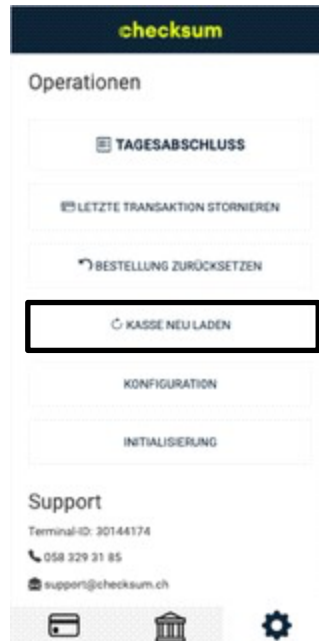 checksum
Operationen
TAGESABSCHLUSS
LETZTE TRANSAKTION STORNIEREN
BESTELLUNG ZURÜCKSETZEN
KASSE NEU LADEN
KONFIGURATION
INITIALISIERUNG
Support
Terminal-ID: 30144174
058 329 31 85
support@checksum.ch